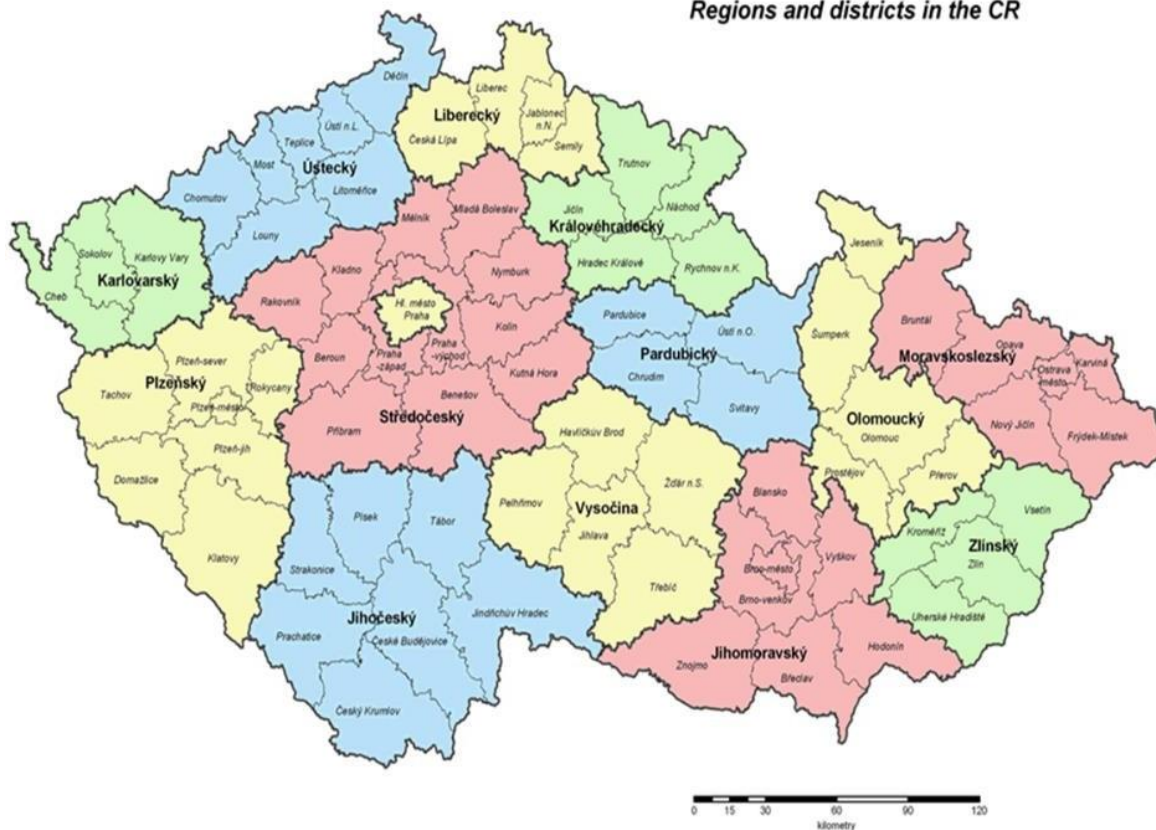 Regions and districts in the CR
Děčín
Liberec
Liberecký
Jablonec
n.N.
Ústí n.L.
Teplice
Česká Lípa
Semily
Most
Ústecký
Trutnov
Chomutov
Litoměřice
Mladá Boleslav
Jičín
Náchod
Mělník
Královéhradecký
Louny
Jeseník
Sokolov
Karlovy Vary
Kladno
Nymburk
Hradec Králové
Rychnov n.K.
Karlovarský
Cheb
Rakovník
Hl. město
Praha
Pardubice
Bruntál
Kolín
Ústí n.O.
Šumperk
Opava
Plzeň-sever
Beroun
Praha
-západ
Praha
-východ
Pardubický
Moravskoslezský
Ostrava
město
Karviná
Plzeňský
Rokycany
Kutná Hora
Chrudim
Tachov
Benešov
Plzeň-město
Svitavy
Středočeský
Olomoucký
Nový Jičín
Příbram
Havlíčkův Brod
Olomouc
Frýdek-Místek
Plzeň-jih
Domažlice
Prostějov
Přerov
Žďár n.S.
Blansko
Pelhřimov
Vysočina
Vsetín
Písek
Tábor
Kroměříž
Jihlava
Zlínský
Klatovy
Vyškov
Zlín
Strakonice
Brno-město
Třebíč
Brno-venkov
Jindřichův Hradec
Uherské Hradiště
Jihočeský
Prachatice
České Budějovice
Hodonín
Jihomoravský
Znojmo
Břeclav
Český Krumlov
0 15 30 60 90 120
kilometry